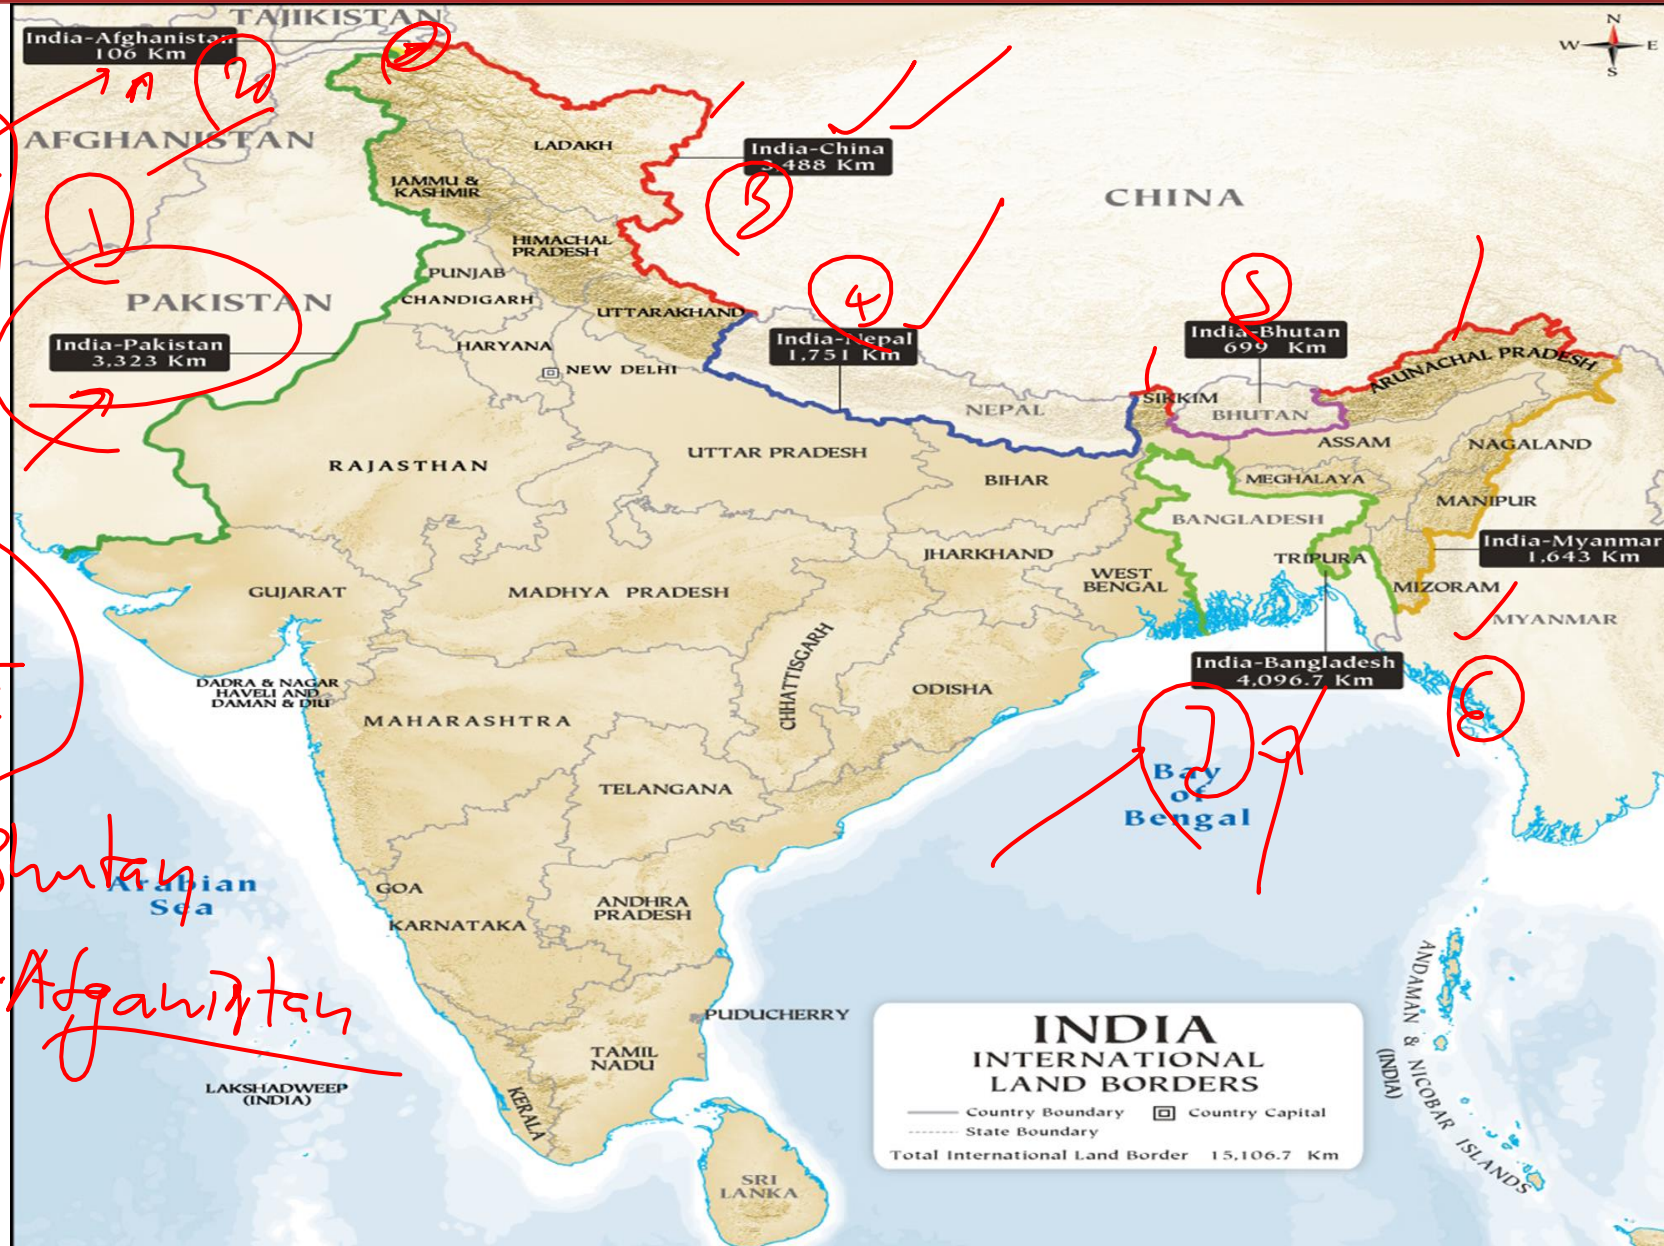 TAJIKISTAN
India-Afghanistan
106 Km
N
W
E
S
AFGHANISTAN
LADAKH
India-China
3,488 Km
3
CHINA
JAMMU &
KASHMIR
1
HIMACHAL
PRADESH
PUNJAB
CHANDIGARH
PAKISTAN
UTTARAKHAND
4
5
India-Pakistan
3,323 Km
HARYANA
NEW DELHI
India-Nepal
1,751 Km
India-Bhutan
699 Km
ARUNACHAL PRADESH
SIKKIM
NEPAL
BHUTAN
ASSAM
NAGALAND
RAJASTHAN
UTTAR PRADESH
BIHAR
MEGHALAYA
MANIPUR
BANGLADESH
India-Myanmar
1,643 Km
JHARKHAND
TRIPURA
WEST
BENGAL
MIZORAM
GUJARAT
MADHYA PRADESH
MYANMAR
CHHATTISGARH
India-Bangladesh
4,096.7 Km
DADRA & NAGAR
HAVELI AND
DAMAN & DIU
ODISHA
MAHARASHTRA
TELANGANA
Bay
of
Bengal
Bhutan
Arabian
Sea
GOA
KARNATAKA
ANDHRA
PRADESH
Afganistan
PUDUCHERRY
TAMIL
NADU
LAKSHADWEEP
(INDIA)
KERALA
ANDAMAN & NICOBAR ISLANDS
(INDIA)
INDIA
INTERNATIONAL
LAND BORDERS
Country Boundary Country Capital
State Boundary
Total International Land Border 15,106.7 Km
SRI
LANKA